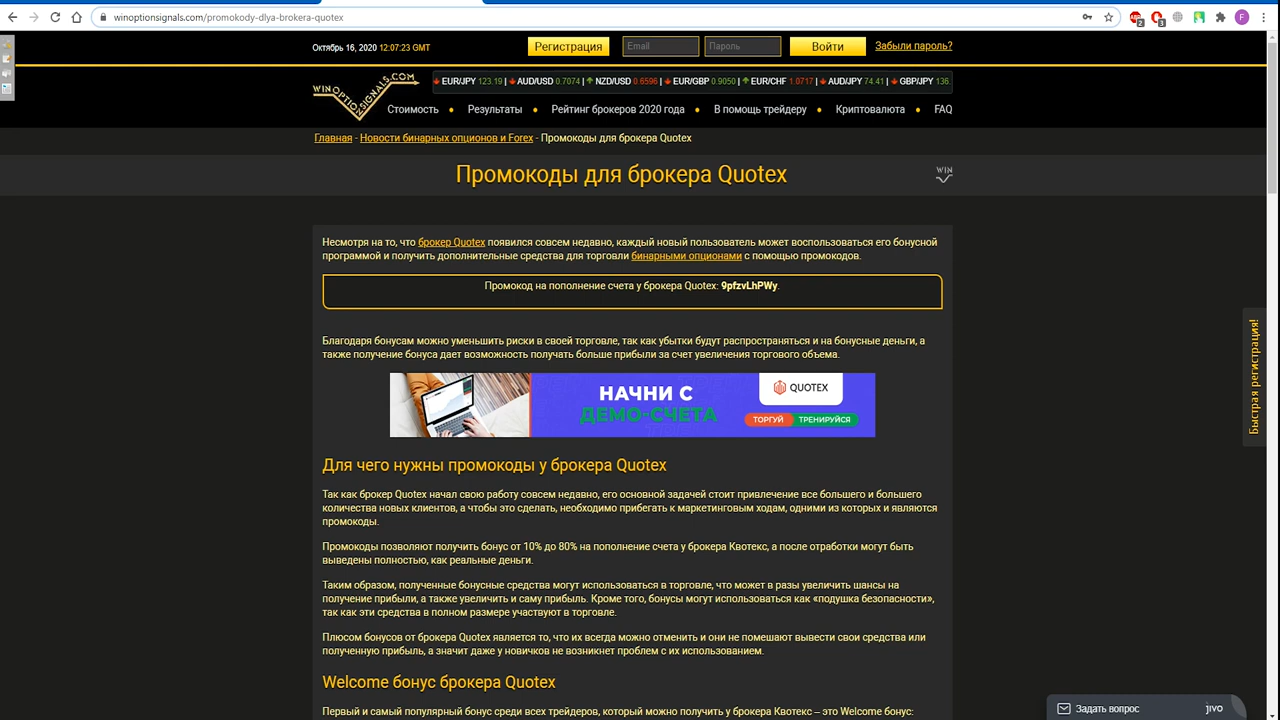 winoptionsignals.com/promokody-dlya-brokera-quotex
Октябрь 16, 2020 12:07:23 GMT
Регистрация
Email
Пароль
Войти
Забыли пароль?
WINOPTIONSIGNALS.COM
EUR/JPY 123.19 | AUD/USD 0.7074 | NZD/USD 0.6596 | EUR/GBP 0.9050 | EUR/CHF 1.0717 | AUD/JPY 74.41 | GBP/JPY 136.
Стоимость • Результаты • Рейтинг брокеров 2020 года • В помощь трейдеру • Криптовалюта • FAQ
Главная - Новости бинарных опционов и Forex - Промокоды для брокера Quotex
Промокоды для брокера Quotex
WIN
Несмотря на то, что брокер Quotex появился совсем недавно, каждый новый пользователь может воспользоваться его бонусной
программой и получить дополнительные средства для торговли бинарными опционами с помощью промокодов.
Промокод на пополнение счета у брокера Quotex: 9pfzvLhPWy.
Быстрая регистрация!
Благодаря бонусам можно уменьшить риски в своей торговле, так как убытки будут распространяться и на бонусные деньги, а
также получение бонуса дает возможность получать больше прибыли за счет увеличения торгового объема.
НАЧНИ С
ДЕМО-СЧЕТА
QUOTEX
ТОРГУЙ ТРЕНИРУЙСЯ
Для чего нужны промокоды у брокера Quotex
Так как брокер Quotex начал свою работу совсем недавно, его основной задачей стоит привлечение все большего и большего
количества новых клиентов, а чтобы это сделать, необходимо прибегать к маркетинговым ходам, одними из которых и являются
промокоды.
Промокоды позволяют получить бонус от 10% до 80% на пополнение счета у брокера Квотекс, а после отработки могут быть
выведены полностью, как реальные деньги.
Таким образом, полученные бонусные средства могут использоваться в торговле, что может в разы увеличить шансы на
получение прибыли, а также увеличить и саму прибыль. Кроме того, бонусы могут использоваться как «подушка безопасности»,
так как эти средства в полном размере участвуют в торговле.
Плюсом бонусов от брокера Quotex является то, что их всегда можно отменить и они не помешают вывести свои средства или
полученную прибыль, а значит даже у новичков не возникнет проблем с их использованием.
Welcome бонус брокера Quotex
Первый и самый популярный бонус среди всех трейдеров, который можно получить у брокера Квотекс – это Welcome бонус:
Задать вопрос
jivo